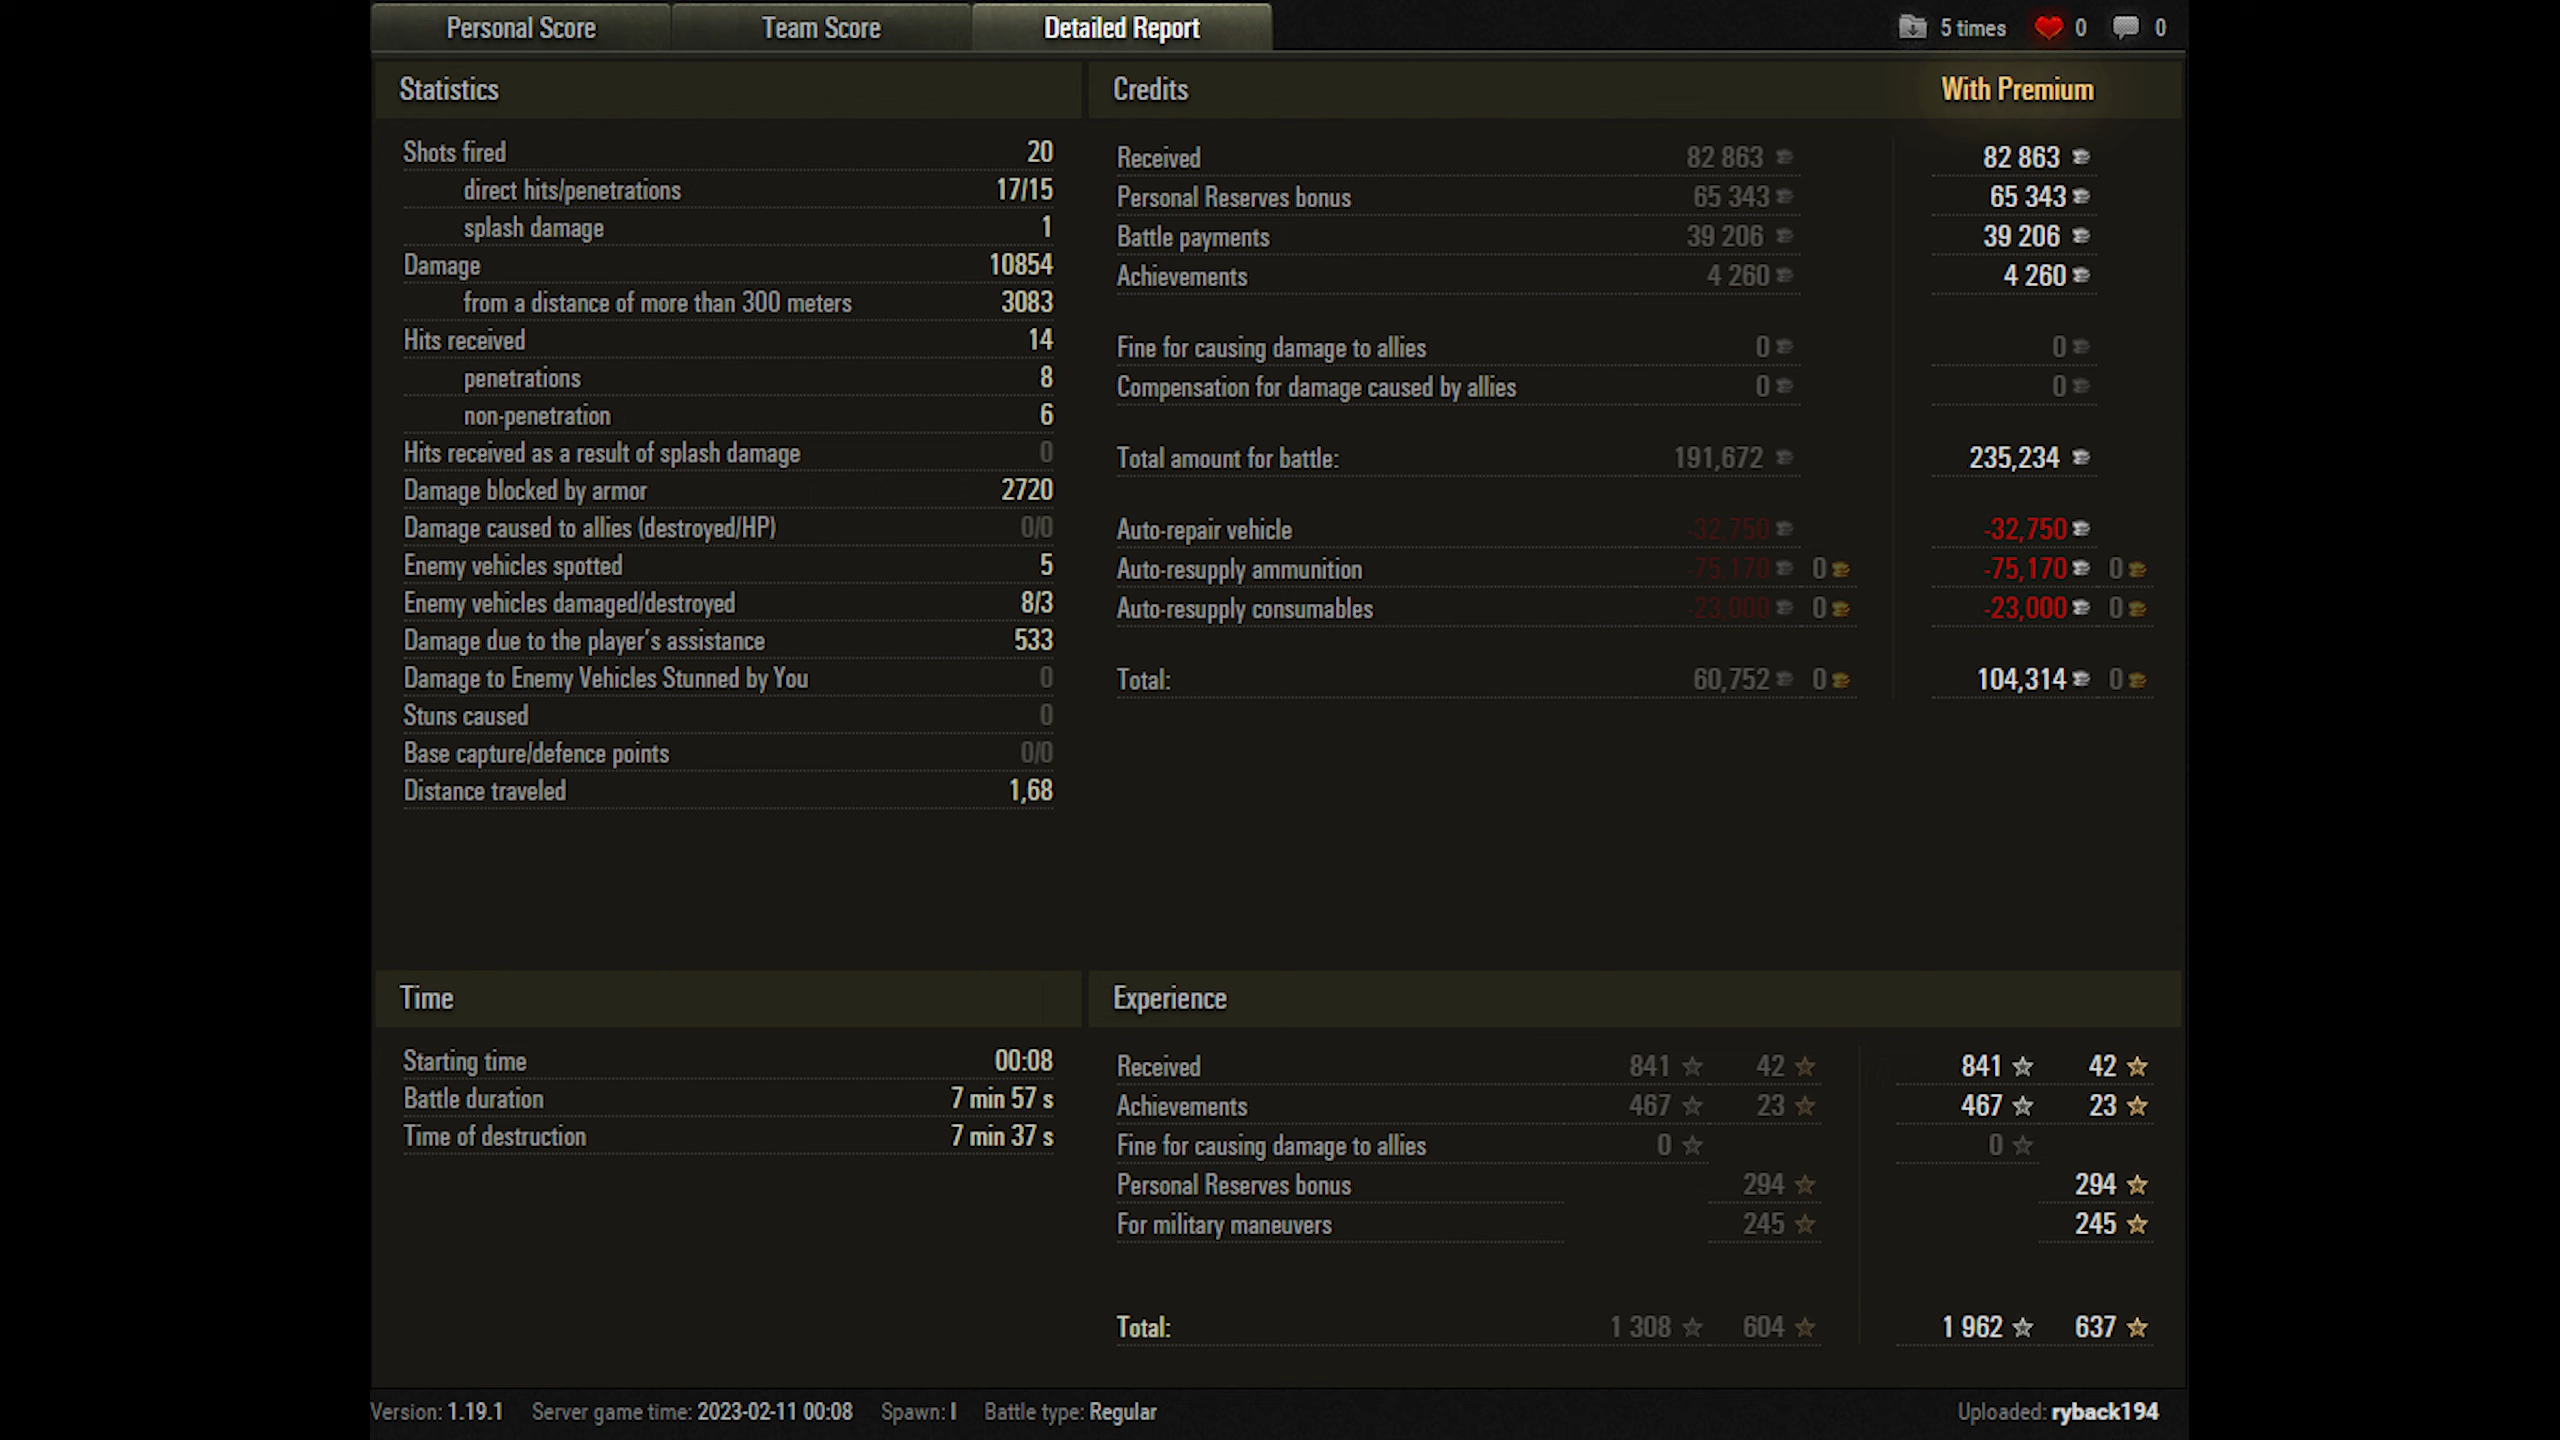 Personal Score Team Score Detailed Report 5 times 0 0
Statistics
Shots fired 20
direct hits/penetrations 17/15
splash damage 1
Damage 10854
from a distance of more than 300 meters 3083
Hits received 14
penetrations 8
non-penetration 6
Hits received as a result of splash damage 0
Damage blocked by armor 2720
Damage caused to allies (destroyed/HP) 0/0
Enemy vehicles spotted 5
Enemy vehicles damaged/destroyed 8/3
Damage due to the player's assistance 533
Damage to Enemy Vehicles Stunned by You 0
Stuns caused 0
Base capture/defence points 0/0
Distance traveled 1,68
Credits With Premium
Received 82 863 82 863
Personal Reserves bonus 65 343 65 343
Battle payments 39 206 39 206
Achievements 4 260 4 260
Fine for causing damage to allies 0 0
Compensation for damage caused by allies 0 0
Total amount for battle: 191,672 235,234
Auto-repair vehicle -32,750 -32,750
Auto-resupply ammunition -75,170 0 -75,170 0
Auto-resupply consumables -23,000 0 -23,000 0
Total: 60,752 0 104,314 0
Time
Starting time 00:08
Battle duration 7 min 57 s
Time of destruction 7 min 37 s
Experience
Received 841 42 841 42
Achievements 467 23 467 23
Fine for causing damage to allies 0 0
Personal Reserves bonus 294 294
For military maneuvers 245 245
Total: 1 308 604 1 962 637
Version: 1.19.1 Server game time: 2023-02-11 00:08 Spawn: I Battle type: Regular Uploaded: ryback194